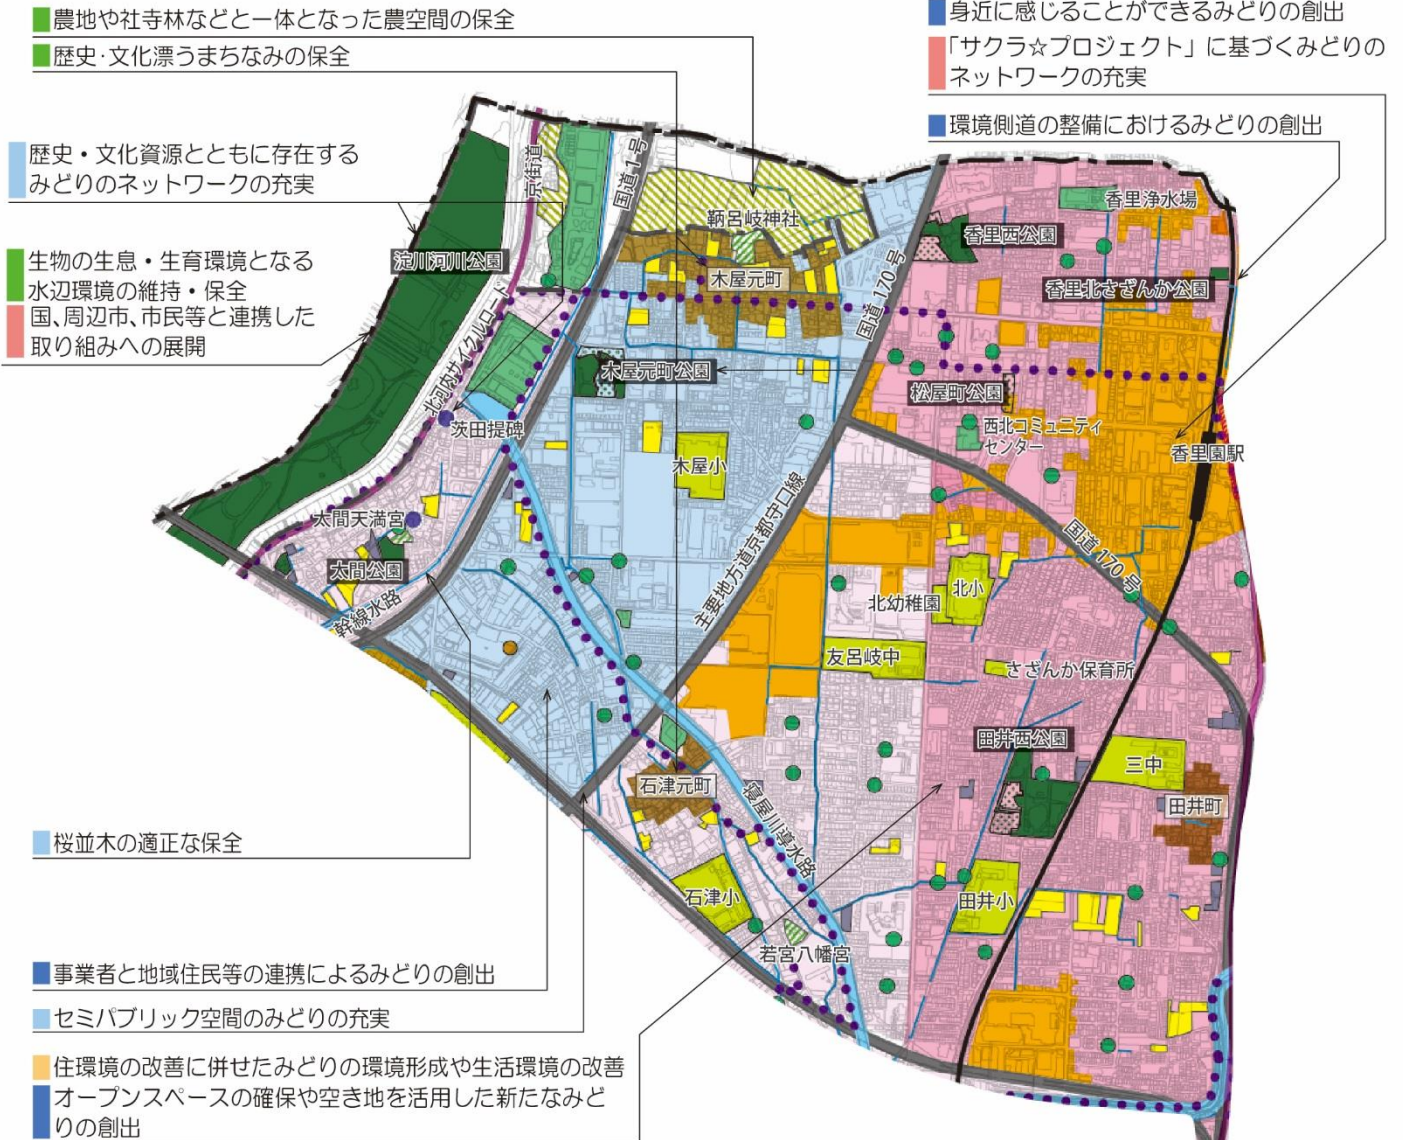 農地や社寺林などと一体となった農空間の保全
歴史・文化漂うまちなみの保全
身近に感じることができるみどりの創出
「サクラ☆プロジェクト」に基づくみどりの
ネットワークの充実
環境側道の整備におけるみどりの創出
歴史・文化資源とともに存在する
みどりのネットワークの充実
生物の生息・生育環境となる
水辺環境の維持・保全
国、周辺市、市民等と連携した
取り組みへの展開
京街道
国道1号
鞆呂岐神社
香里浄水場
香里西公園
淀川河川公園
木屋元町
国道170号
香里北さざんか公園
北河内サイクルロード
木屋元町公園
松屋町公園
茨田提碑
西北コミュニティ
センター
香里園駅
木屋小
太間天満宮
主要地方道京都守口線
国道170号
太間公園
幹線水路
北幼稚園
北小
友呂岐中
さざんか保育所
田井西公園
三中
石津元町
田井町
寝屋川導水路
桜並木の適正な保全
石津小
田井小
若宮八幡宮
事業者と地域住民等の連携によるみどりの創出
セミパブリック空間のみどりの充実
住環境の改善に併せたみどりの環境形成や生活環境の改善
オープンスペースの確保や空き地を活用した新たなみど
りの創出